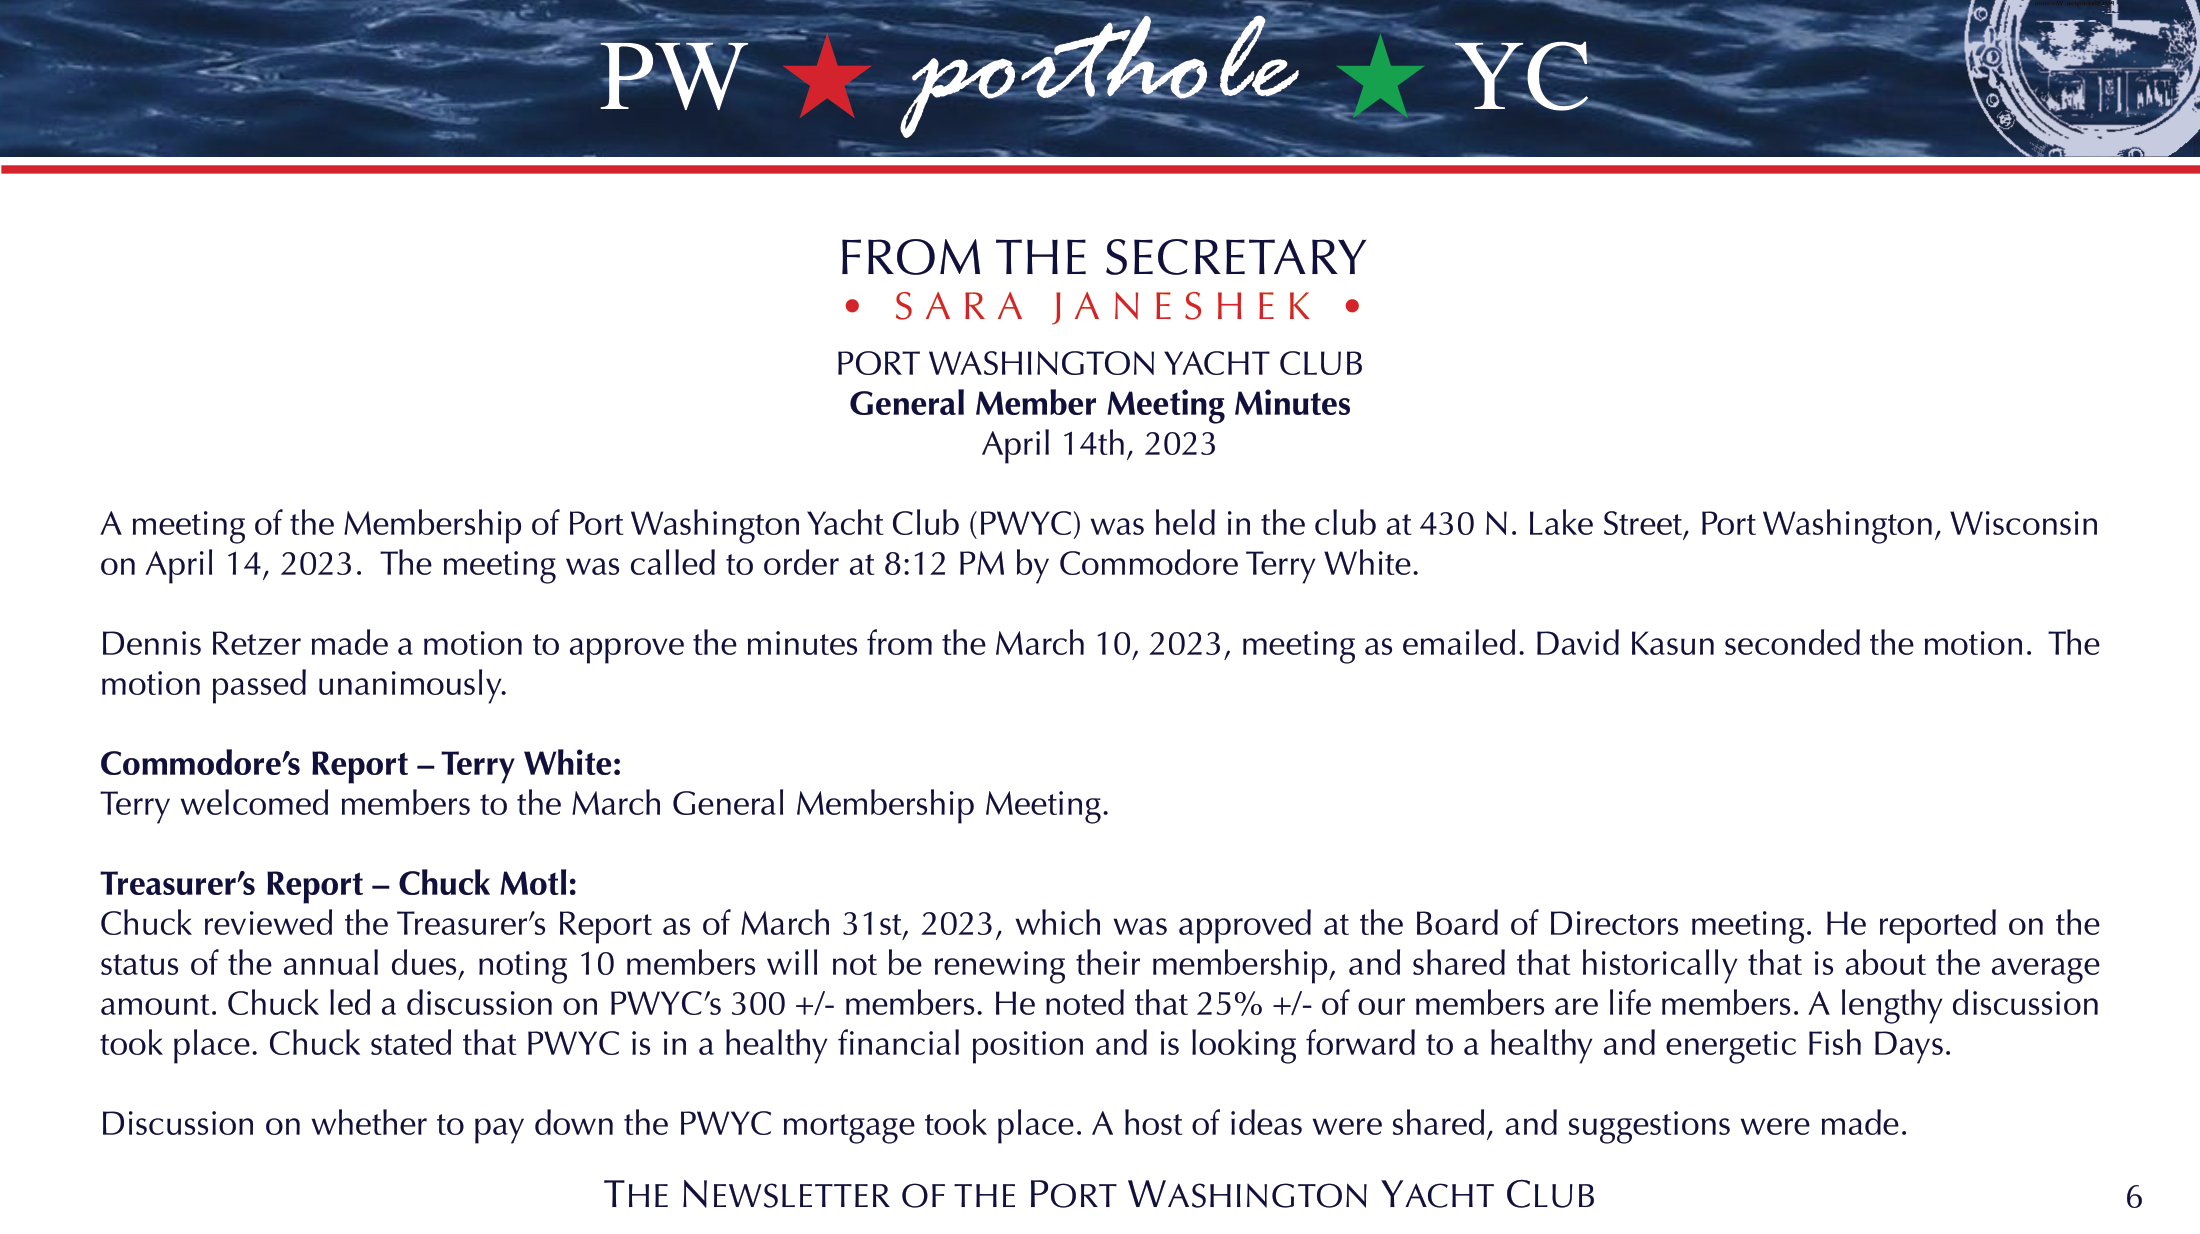 PW porthole YC
FROM THE SECRETARY
• SARA JANESHEK •
PORT WASHINGTON YACHT CLUB
General Member Meeting Minutes
April 14th, 2023
A meeting of the Membership of Port Washington Yacht Club (PWYC) was held in the club at 430 N. Lake Street, Port Washington, Wisconsin
on April 14, 2023.  The meeting was called to order at 8:12 PM by Commodore Terry White.
Dennis Retzer made a motion to approve the minutes from the March 10, 2023, meeting as emailed. David Kasun seconded the motion.  The
motion passed unanimously.
Commodore’s Report – Terry White:
Terry welcomed members to the March General Membership Meeting.
Treasurer’s Report – Chuck Motl:
Chuck reviewed the Treasurer’s Report as of March 31st, 2023, which was approved at the Board of Directors meeting. He reported on the
status of the annual dues, noting 10 members will not be renewing their membership, and shared that historically that is about the average
amount. Chuck led a discussion on PWYC’s 300 +/- members. He noted that 25% +/- of our members are life members. A lengthy discussion
took place. Chuck stated that PWYC is in a healthy financial position and is looking forward to a healthy and energetic Fish Days.
Discussion on whether to pay down the PWYC mortgage took place. A host of ideas were shared, and suggestions were made.
THE NEWSLETTER OF THE PORT WASHINGTON YACHT CLUB
6